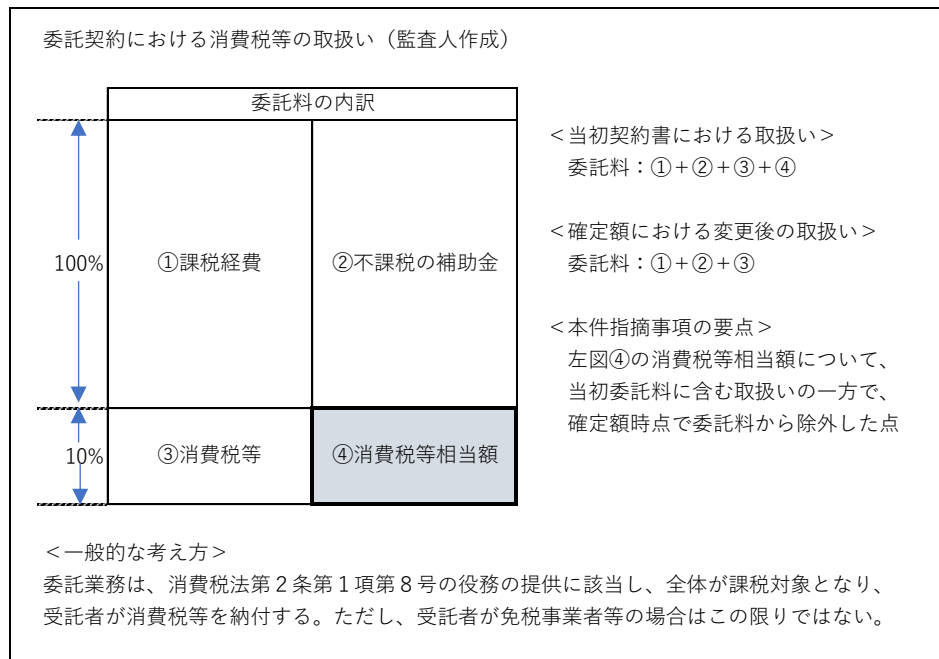 委託契約における消費税等の取扱い（監査人作成）
委託料の内訳
100%
①課税経費
②不課税の補助金
10%
③消費税等
④消費税等相当額
＜当初契約書における取扱い＞
委託料：①＋②＋③＋④
＜確定額における変更後の取扱い＞
委託料：①＋②＋③
＜本件指摘事項の要点＞
左図④の消費税等相当額について、
当初委託料に含む取扱いの一方で、
確定額時点で委託料から除外した点
＜一般的な考え方＞
委託業務は、消費税法第２条第１項第８号の役務の提供に該当し、全体が課税対象となり、
受託者が消費税等を納付する。ただし、受託者が免税事業者等の場合はこの限りではない。